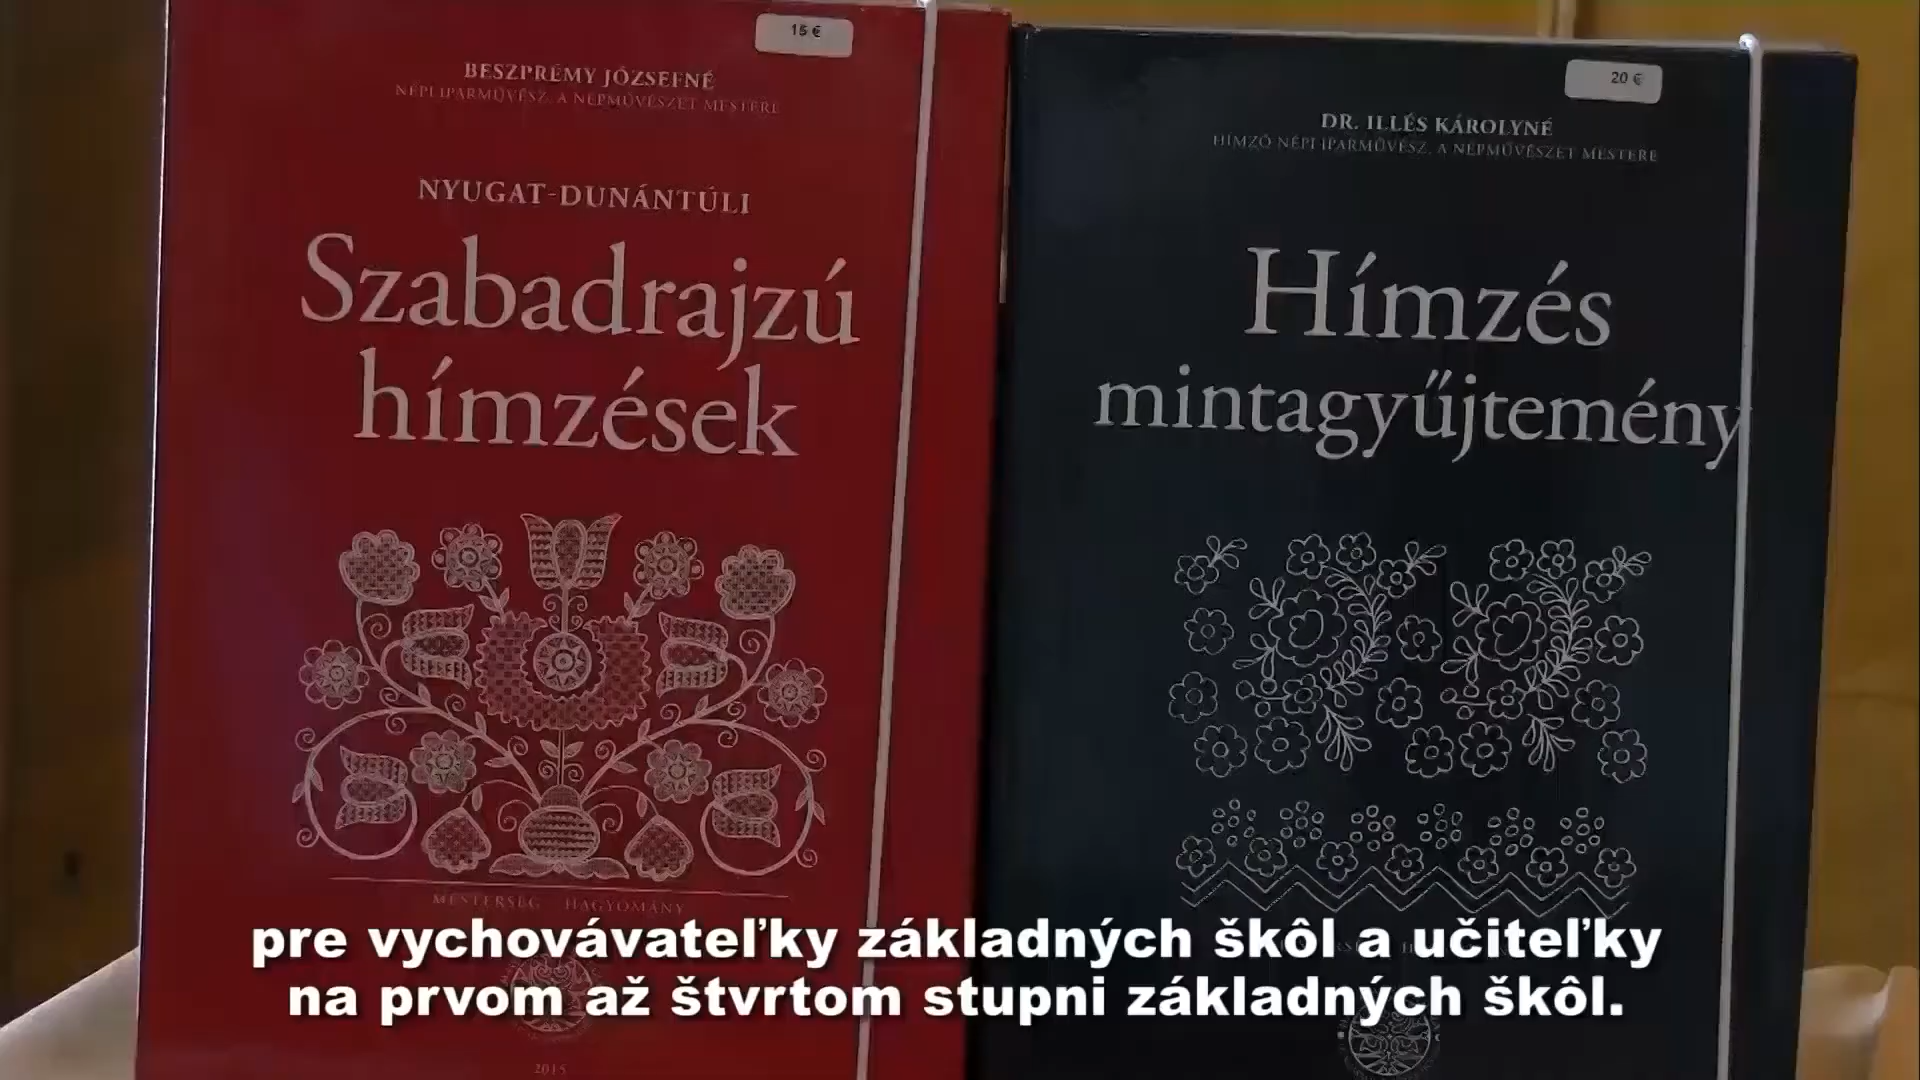 15 €
BESZPRÉMY JÓZSEFNÉ
NÉPI IPARMŰVÉSZ, A NÉPMŰVÉSZET MESTERE
NYUGAT-DUNÁNTÚLI
Szabadrajzú
hímzések
MESTERSÉG HAGYOMÁNY
2015
20 €
DR. ILLÉS KÁROLYNÉ
HÍMZŐ NÉPI IPARMŰVÉSZ, A NÉPMŰVÉSZET MESTERE
Hímzés
mintagyűjtemény
pre vychovávateľky základných škôl a učiteľky
na prvom až štvrtom stupni základných škôl.